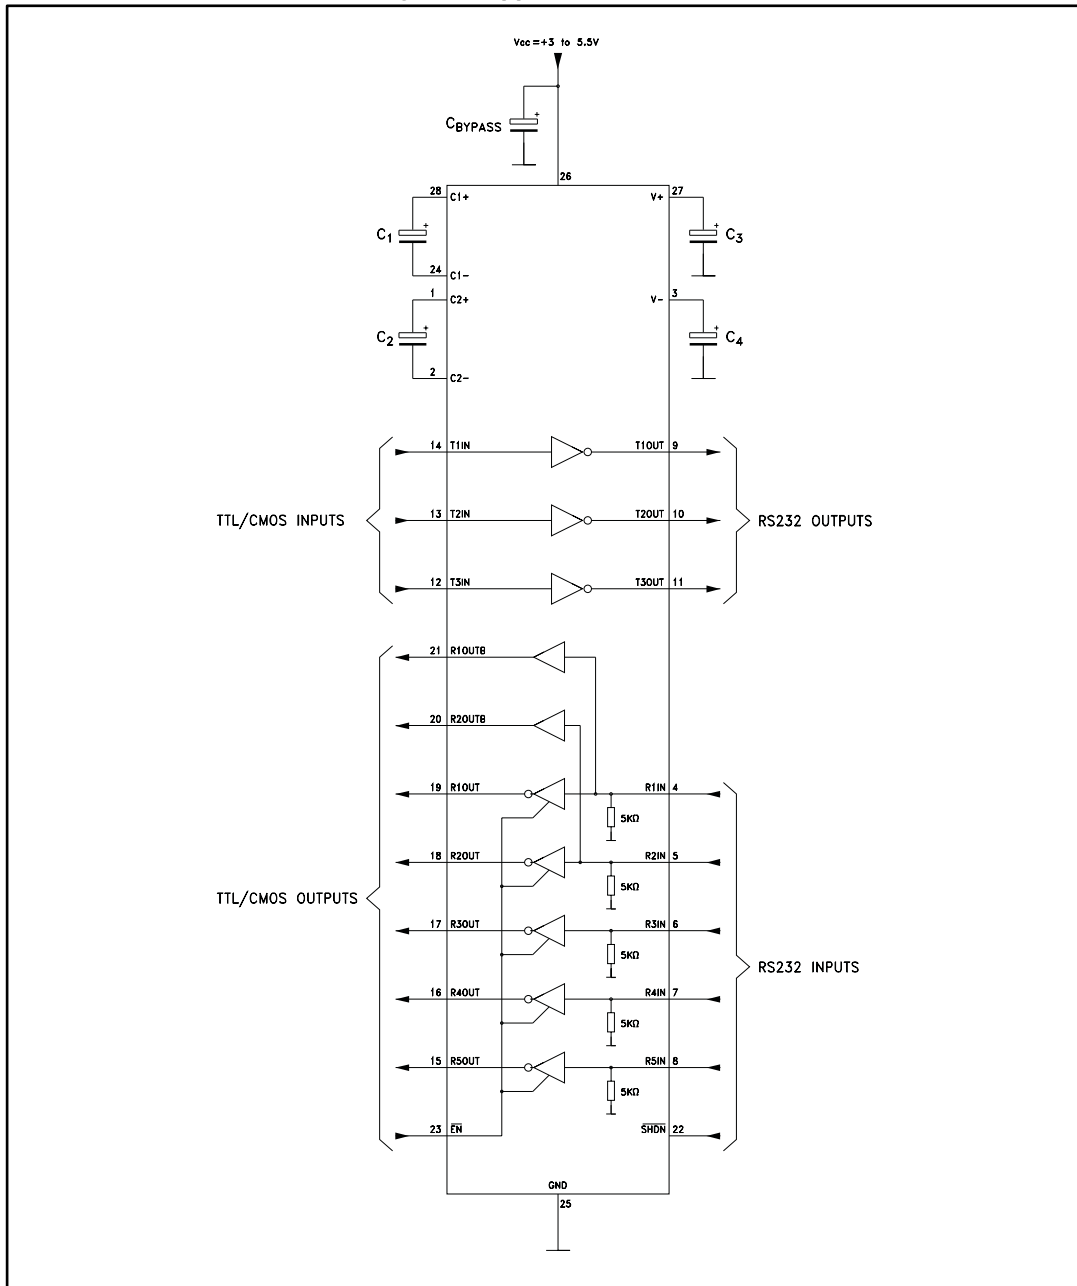 Vcc=+3 to 5.5V
+
CBYPASS
26
28 C1+ V+ 27
+ +
C1 C3
24 C1-
1 C2+ V- 3
+ +
C2 C4
2 C2-
14 T1IN T1OUT 9
TTL/CMOS INPUTS 13 T2IN T2OUT 10 RS232 OUTPUTS
12 T3IN T3OUT 11
21 R1OUTB
20 R2OUTB
19 R1OUT R1IN 4
5KΩ
18 R2OUT R2IN 5
5KΩ
TTL/CMOS OUTPUTS
17 R3OUT R3IN 6
5KΩ
RS232 INPUTS
16 R4OUT R4IN 7
5KΩ
15 R5OUT R5IN 8
5KΩ
23 E̅N̅ S̅H̅D̅N̅ 22
GND
25